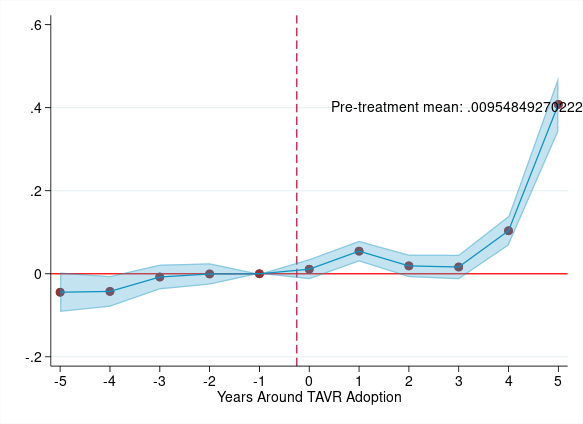 .6
.4
Pre-treatment mean: .00954849270222
.2
0
-.2
-5 -4 -3 -2 -1 0 1 2 3 4 5
Years Around TAVR Adoption